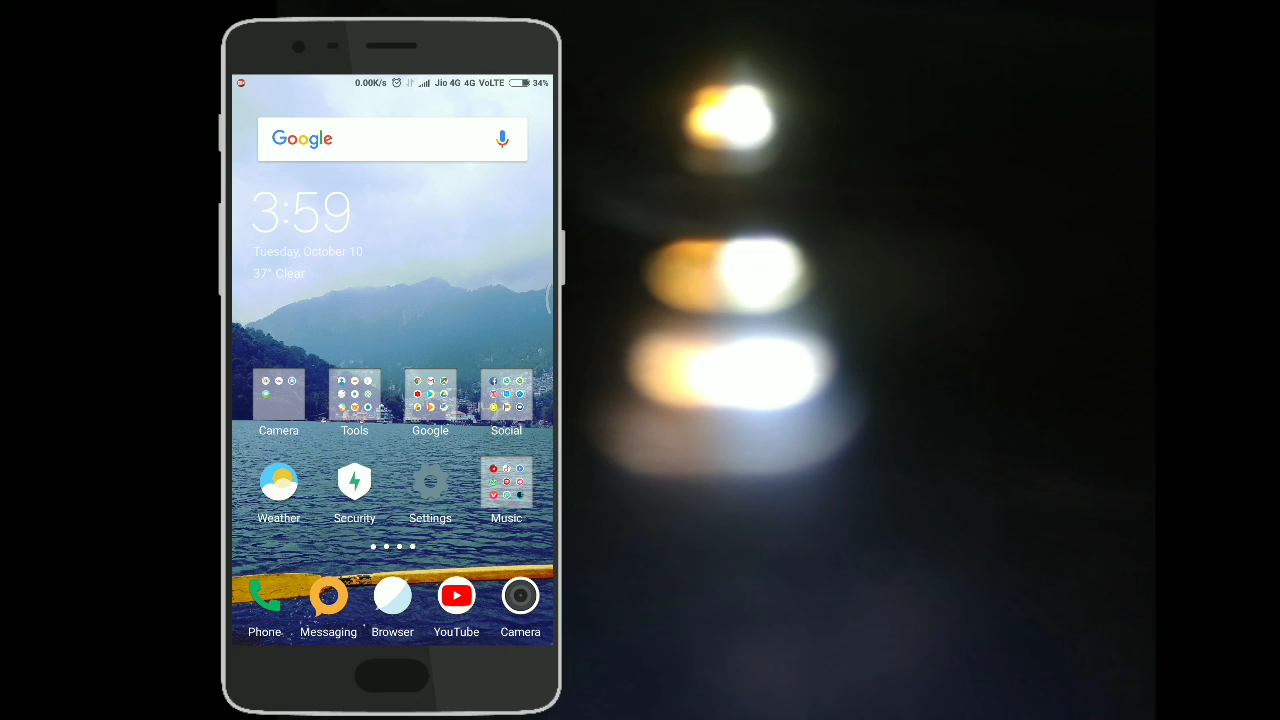 0.00K/s Jio 4G 4G VoLTE 34%
Google
3:59
Tuesday, October 10
37° Clear
Camera Tools Google Social
Weather Security Settings Music
Phone Messaging Browser YouTube Camera